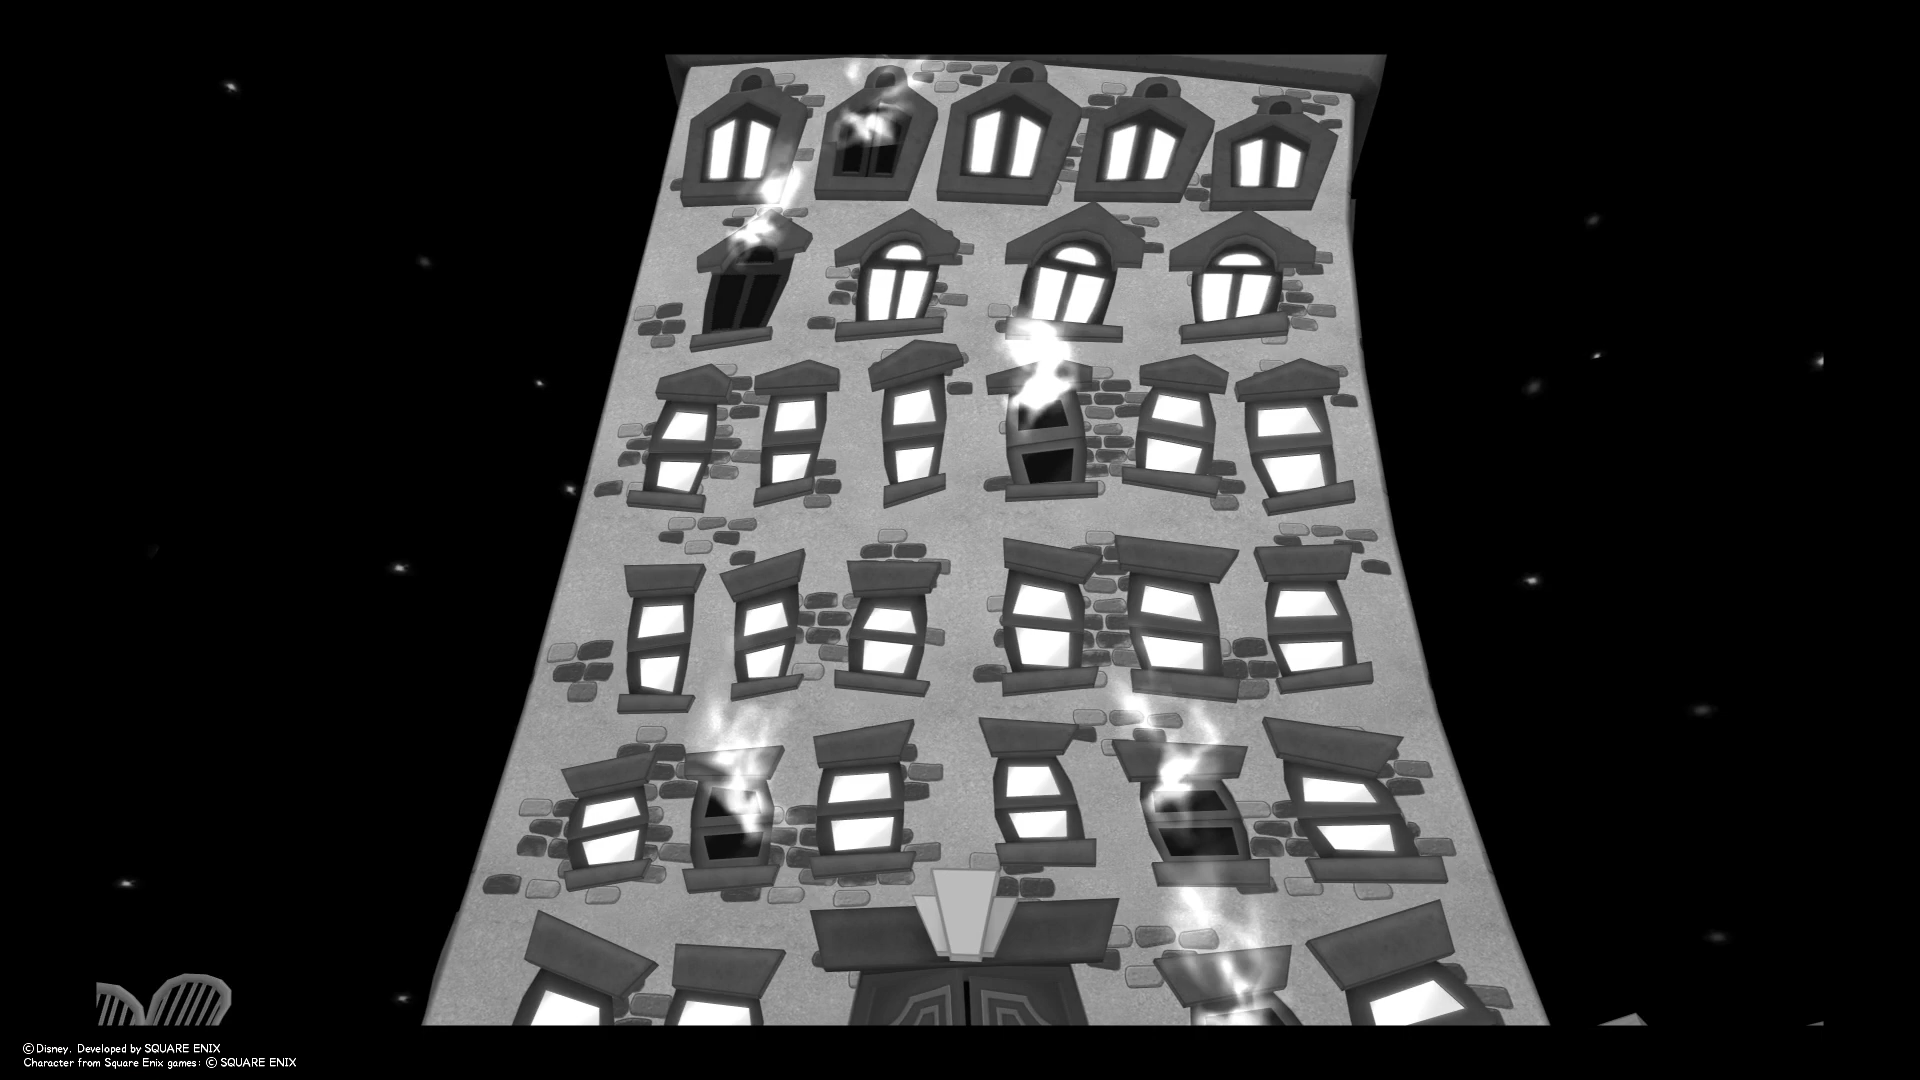 ©Disney. Developed by SQUARE ENIX
Character from Square Enix games: © SQUARE ENIX